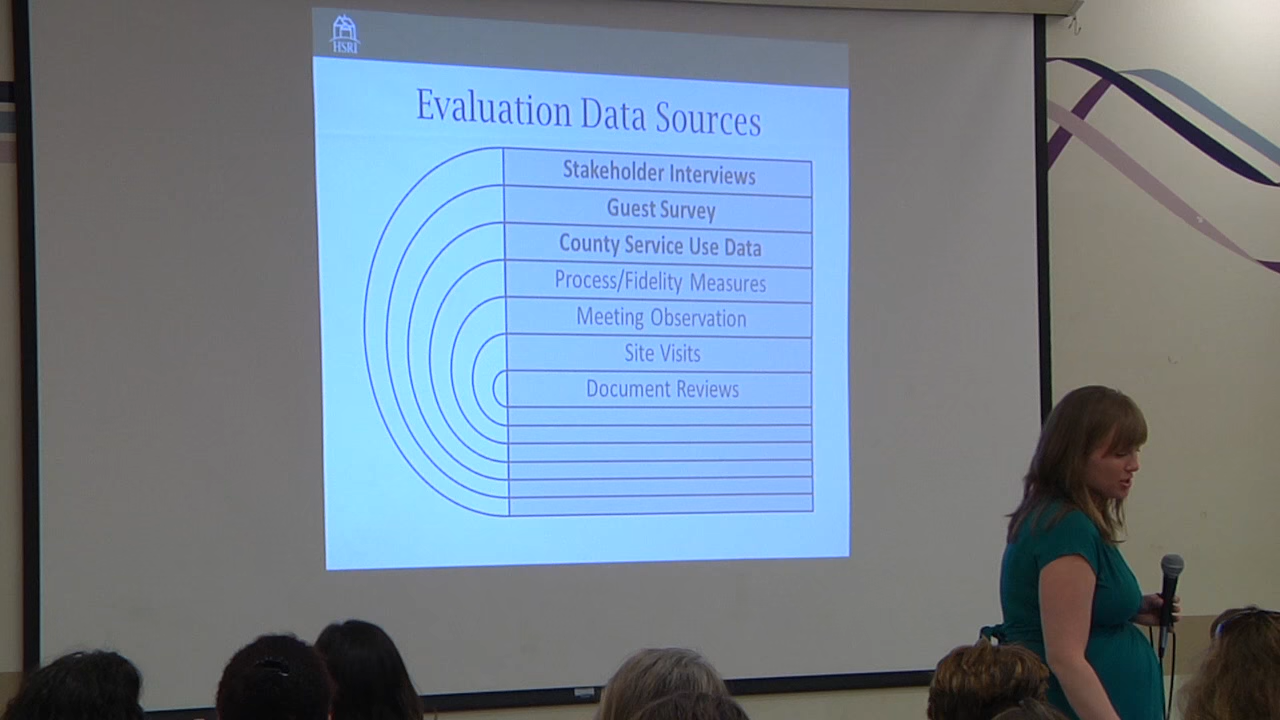 HSRI
Evaluation Data Sources
Stakeholder Interviews
Guest Survey
County Service Use Data
Process/Fidelity Measures
Meeting Observation
Site Visits
Document Reviews